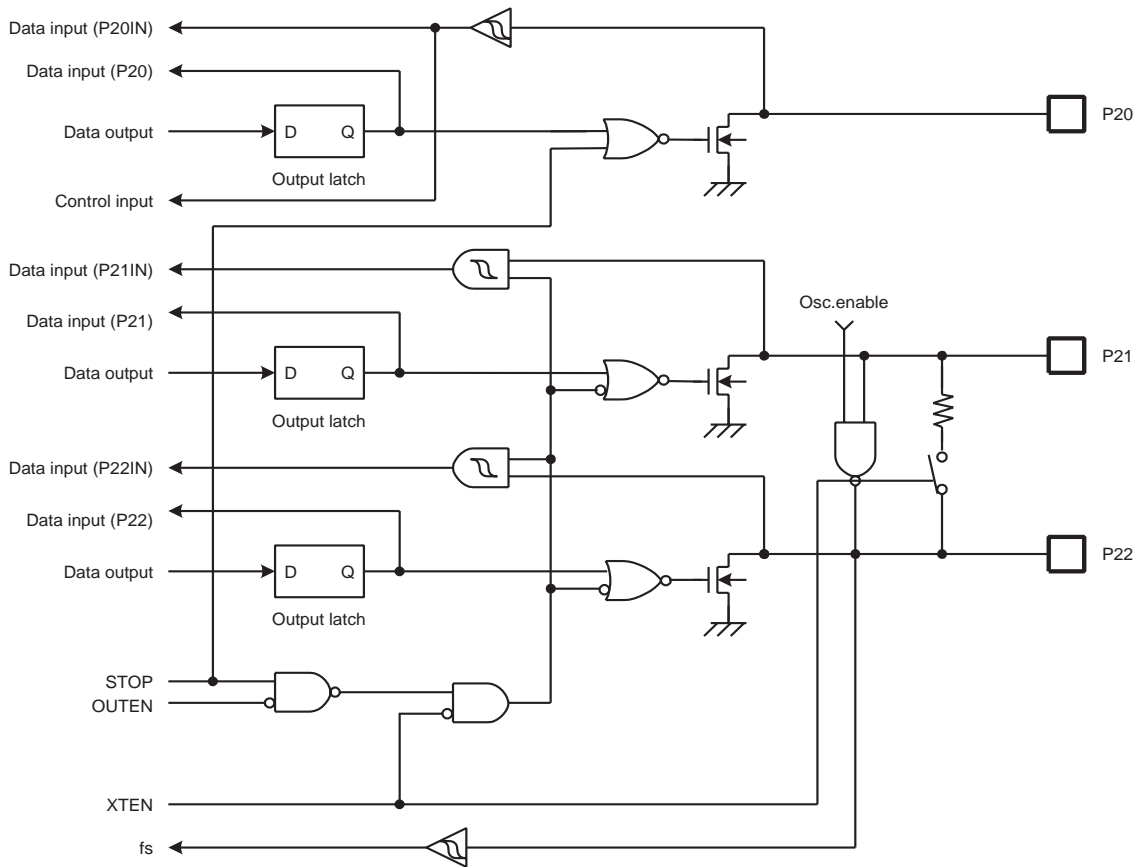 Data input (P20IN)
Data input (P20)
P20
Data output
D Q
Output latch
Control input
Data input (P21IN)
Osc.enable
Data input (P21)
P21
Data output
D Q
Output latch
Data input (P22IN)
Data input (P22)
P22
Data output
D Q
Output latch
STOP
OUTEN
XTEN
fs